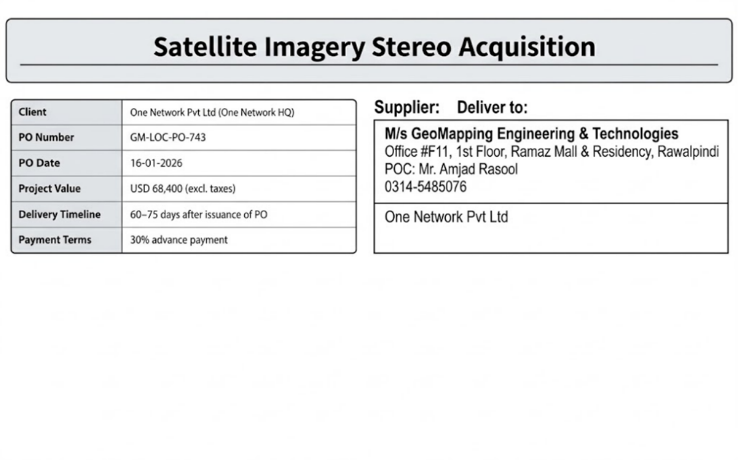 Satellite Imagery Stereo Acquisition
Client One Network Pvt Ltd (One Network HQ)
PO Number GM-LOC-PO-743
PO Date 16-01-2026
Project Value USD 68,400 (excl. taxes)
Delivery Timeline 60–75 days after issuance of PO
Payment Terms 30% advance payment
Supplier: Deliver to:
M/s GeoMapping Engineering & Technologies
Office #F11, 1st Floor, Ramaz Mall & Residency, Rawalpindi
POC: Mr. Amjad Rasool
0314-5485076
One Network Pvt Ltd